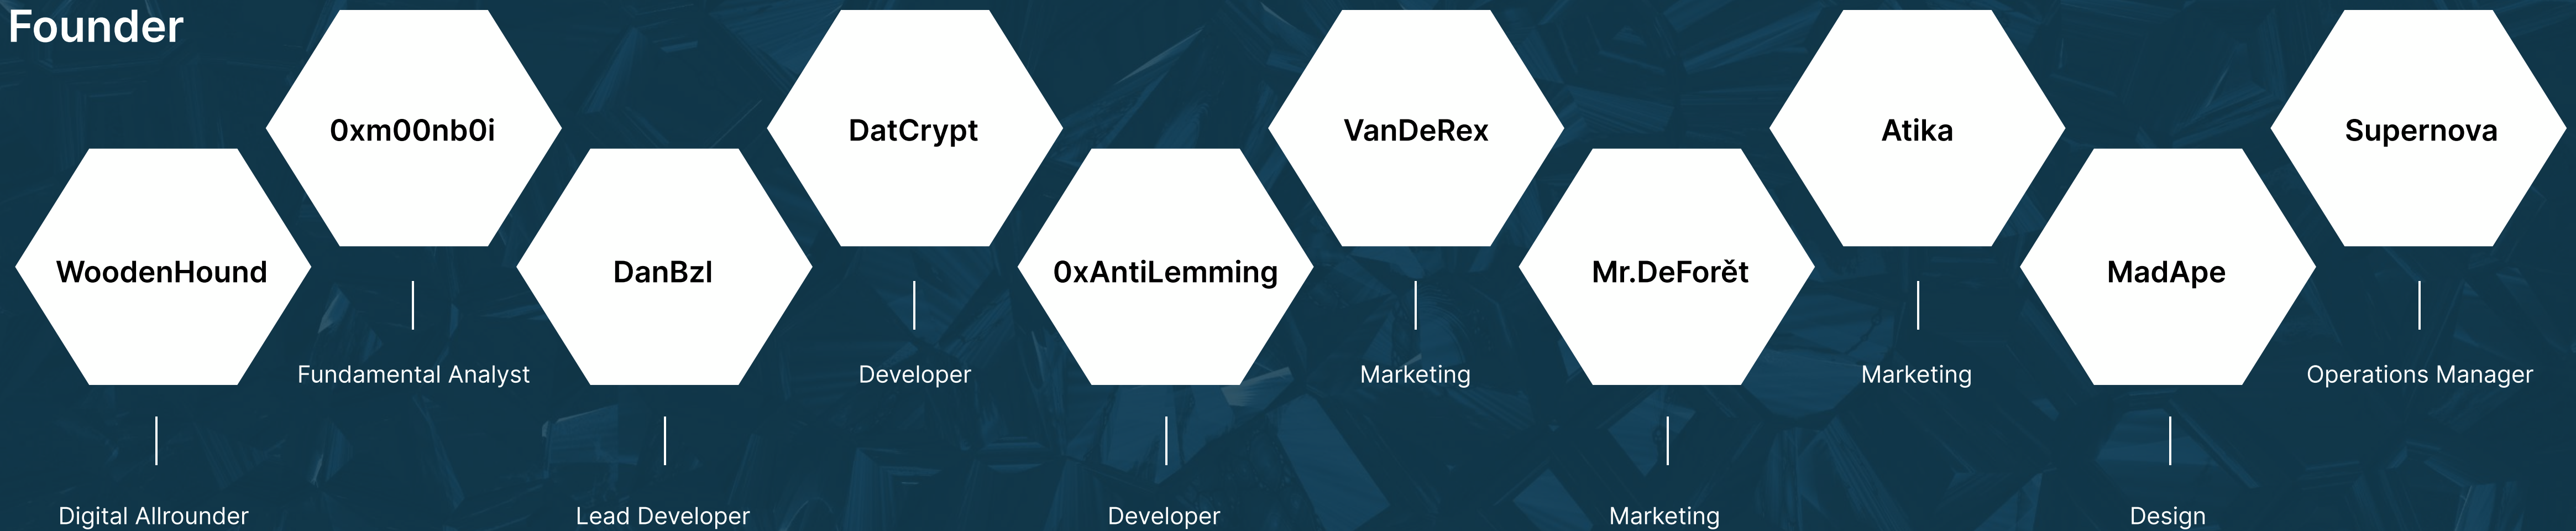 Founder
0xm00nb0i
DatCrypt
VanDeRex
Atika
Supernova
WoodenHound
DanBzl
0xAntiLemming
Mr.DeForět
MadApe
Fundamental Analyst
Developer
Marketing
Marketing
Operations Manager
Digital Allrounder
Lead Developer
Developer
Marketing
Design